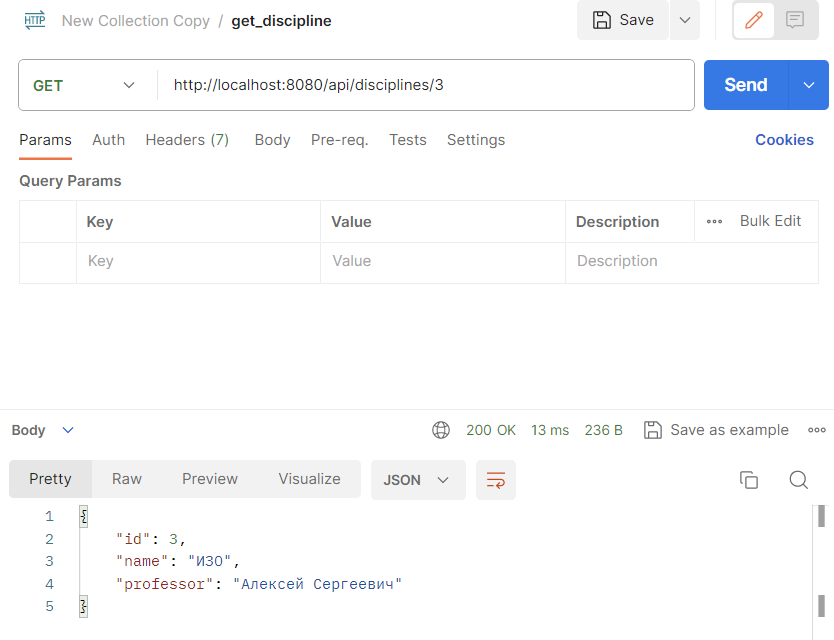 HTTP New Collection Copy / get_discipline Save
GET http://localhost:8080/api/disciplines/3 Send
Params Auth Headers (7) Body Pre-req. Tests Settings Cookies
Query Params
Key Value Description Bulk Edit
Key Value Description
Body 200 OK 13 ms 236 B Save as example
Pretty Raw Preview Visualize JSON
1 {
2 "id": 3,
3 "name": "ИЗО",
4 "professor": "Алексей Сергеевич"
5 }